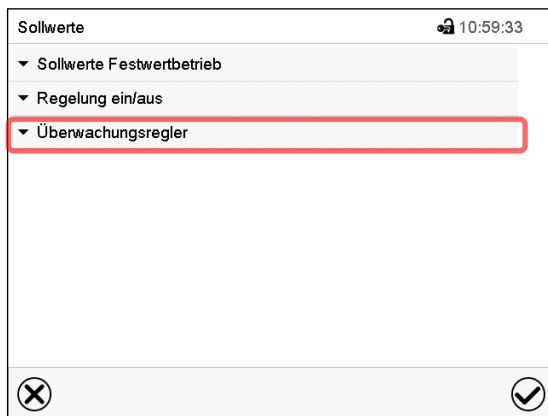 Sollwerte 10:59:33
Sollwerte Festwertbetrieb
Regelung ein/aus
Überwachungsregler